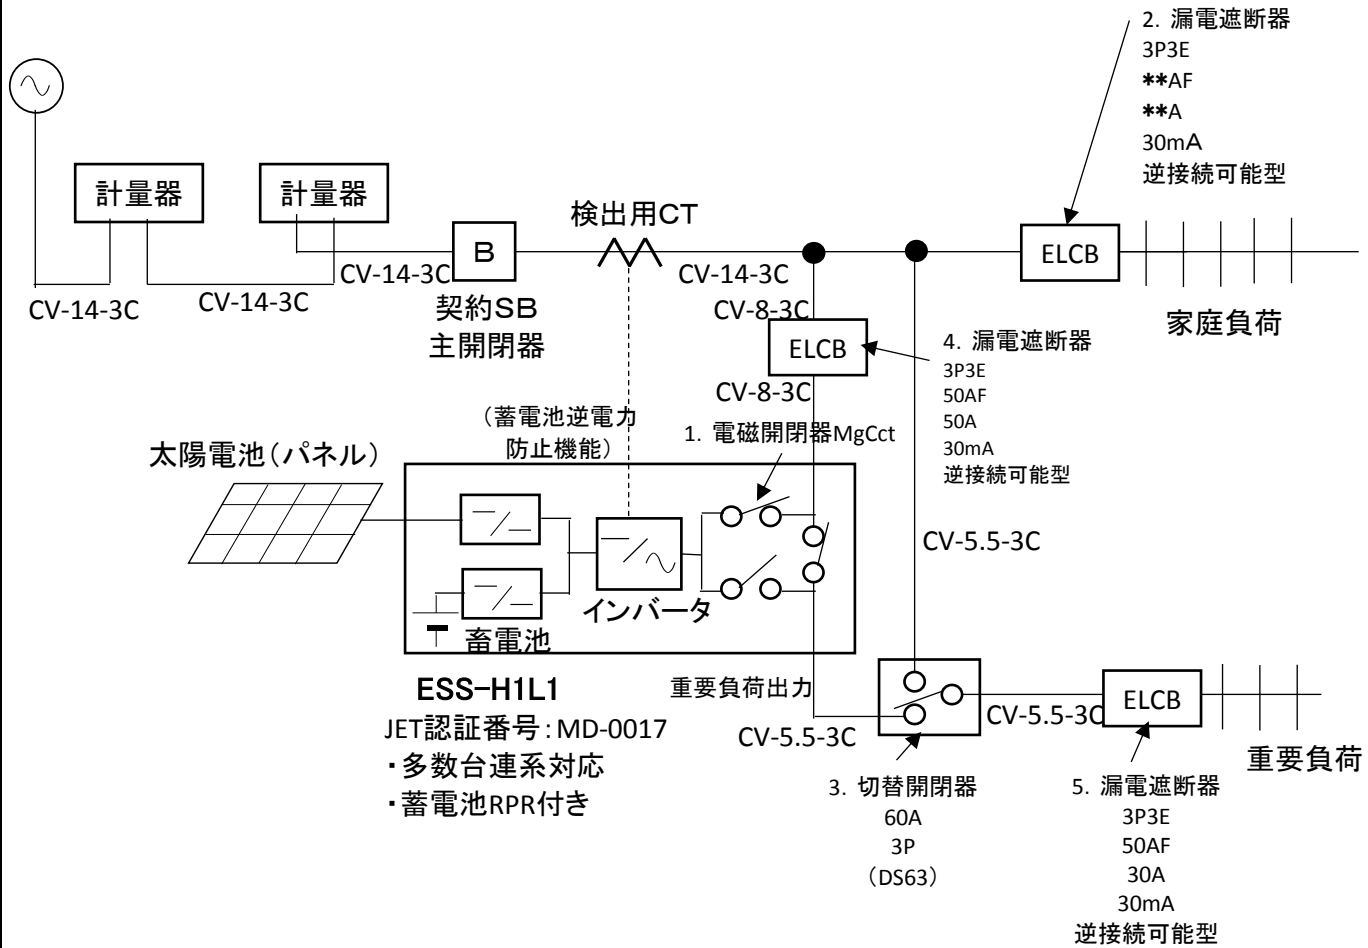 2. 漏電遮断器
3P3E
**AF
**A
30mA
逆接続可能型
計量器
計量器
検出用CT
B
ELCB
CV-14-3C
CV-14-3C
CV-14-3C
CV-14-3C
契約SB
主開閉器
CV-8-3C
家庭負荷
ELCB
4. 漏電遮断器
3P3E
50AF
50A
30mA
逆接続可能型
CV-8-3C
(蓄電池逆電力
防止機能)
1. 電磁開閉器MgCct
太陽電池(パネル)
CV-5.5-3C
インバータ
畜電池
ESS-H1L1
JET認証番号:MD-0017
・多数台連系対応
・蓄電池RPR付き
重要負荷出力
CV-5.5-3C
CV-5.5-3C
ELCB
重要負荷
3. 切替開閉器
60A
3P
(DS63)
5. 漏電遮断器
3P3E
50AF
30A
30mA
逆接続可能型